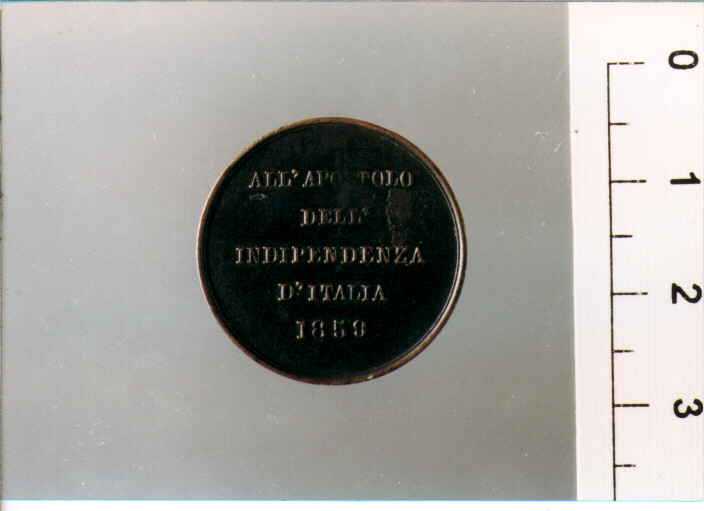 ALL' APOSTOLO
DELL'
INDIPENDENZA
D' ITALIA
1859
0
1
2
3